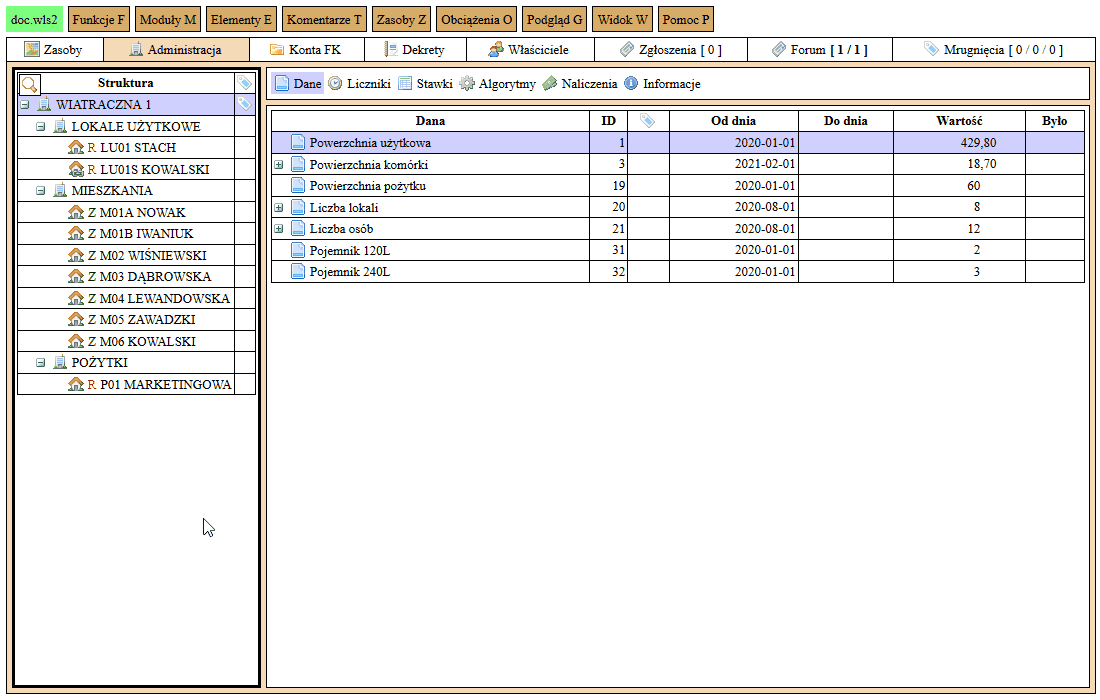 doc.wls2 Funkcje F Moduły M Elementy E Komentarze T Zasoby Z Obciążenia O Podgląd G Widok W Pomoc P
Zasoby Administracja Konta FK Dekrety Właściciele Zgłoszenia [ 0 ] Forum [ 1 / 1 ] Mrugnięcia [ 0 / 0 / 0 ]
Struktura
WIATRACZNA 1
LOKALE UŻYTKOWE
R LU01 STACH
R LU01S KOWALSKI
MIESZKANIA
Z M01A NOWAK
Z M01B IWANIUK
Z M02 WIŚNIEWSKI
Z M03 DĄBROWSKA
Z M04 LEWANDOWSKA
Z M05 ZAWADZKI
Z M06 KOWALSKI
POŻYTKI
R P01 MARKETINGOWA
Dane Liczniki Stawki Algorytmy Naliczenia Informacje
Dana ID Od dnia Do dnia Wartość Było
Powerzchnia użytkowa 1 2020-01-01 429,80
Powierzchnia komórki 3 2021-02-01 18,70
Powierzchnia pożytku 19 2020-01-01 60
Liczba lokali 20 2020-08-01 8
Liczba osób 21 2020-08-01 12
Pojemnik 120L 31 2020-01-01 2
Pojemnik 240L 32 2020-01-01 3